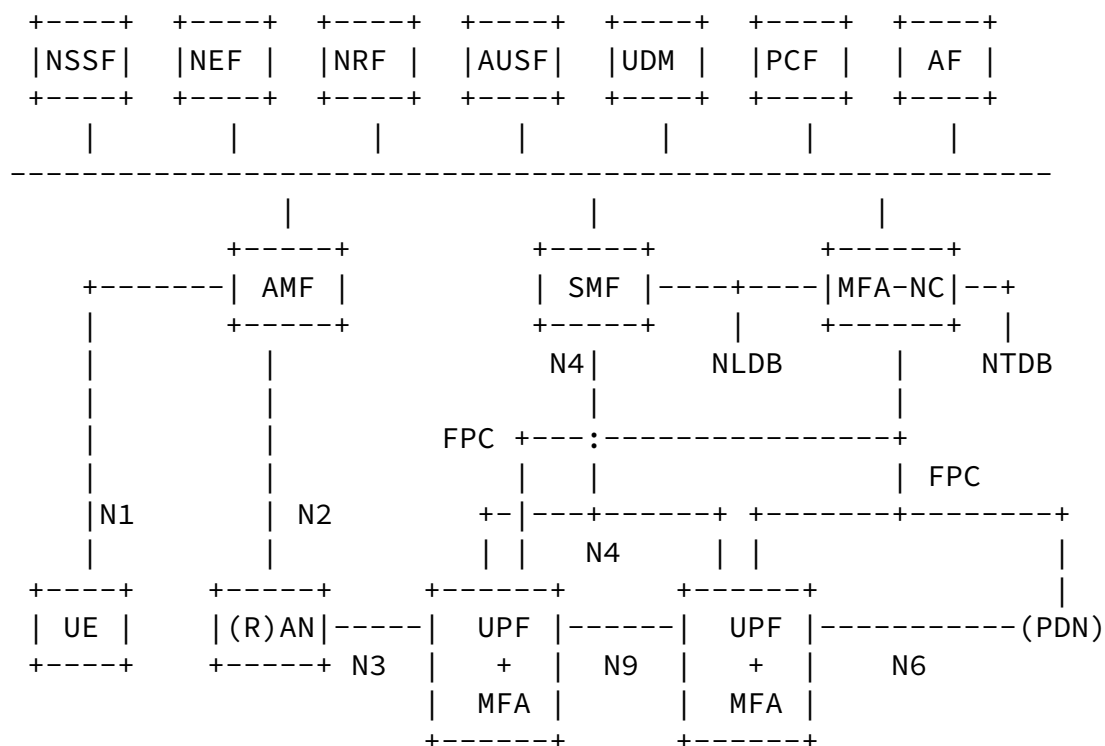 NSSF NEF NRF AUSF UDM PCF AF
AMF SMF MFA-NC
N4 NLDB NTDB
FPC
FPC
N1 N2
N4
UE (R)AN UPF UPF (PDN)
N3 + N9 + N6
MFA MFA